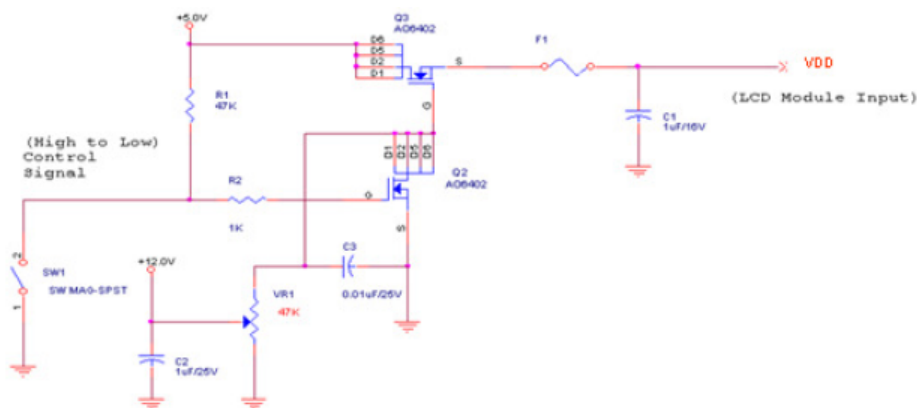 +5.0V
Q3
AO6402
D6
D5
D2
D1
S
G
F1
VDD
(LCD Module Input)
C1
1uF/16V
R1
47K
(High to Low)
Control
Signal
R2
1K
D1
D2
D5
D6
Q2
AO6402
G
S
2
SW1
SW MAG-SPST
1
+12.0V
C3
0.01uF/25V
VR1
47K
C2
1uF/25V